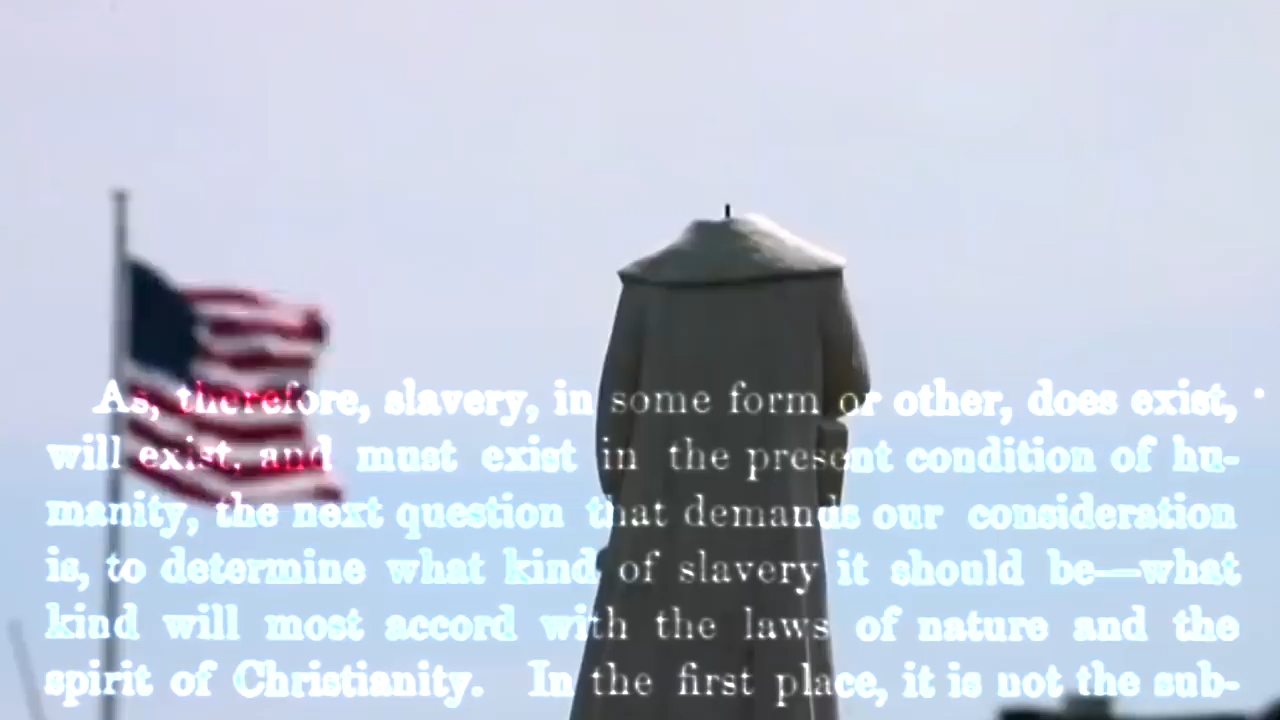 As, therefore, slavery, in some form or other, does exist,
will exist, and must exist in the present condition of hu-
manity, the next question that demands our consideration
is, to determine what kind of slavery it should be—what
kind will most accord with the laws of nature and the
spirit of Christianity. In the first place, it is not the sub-